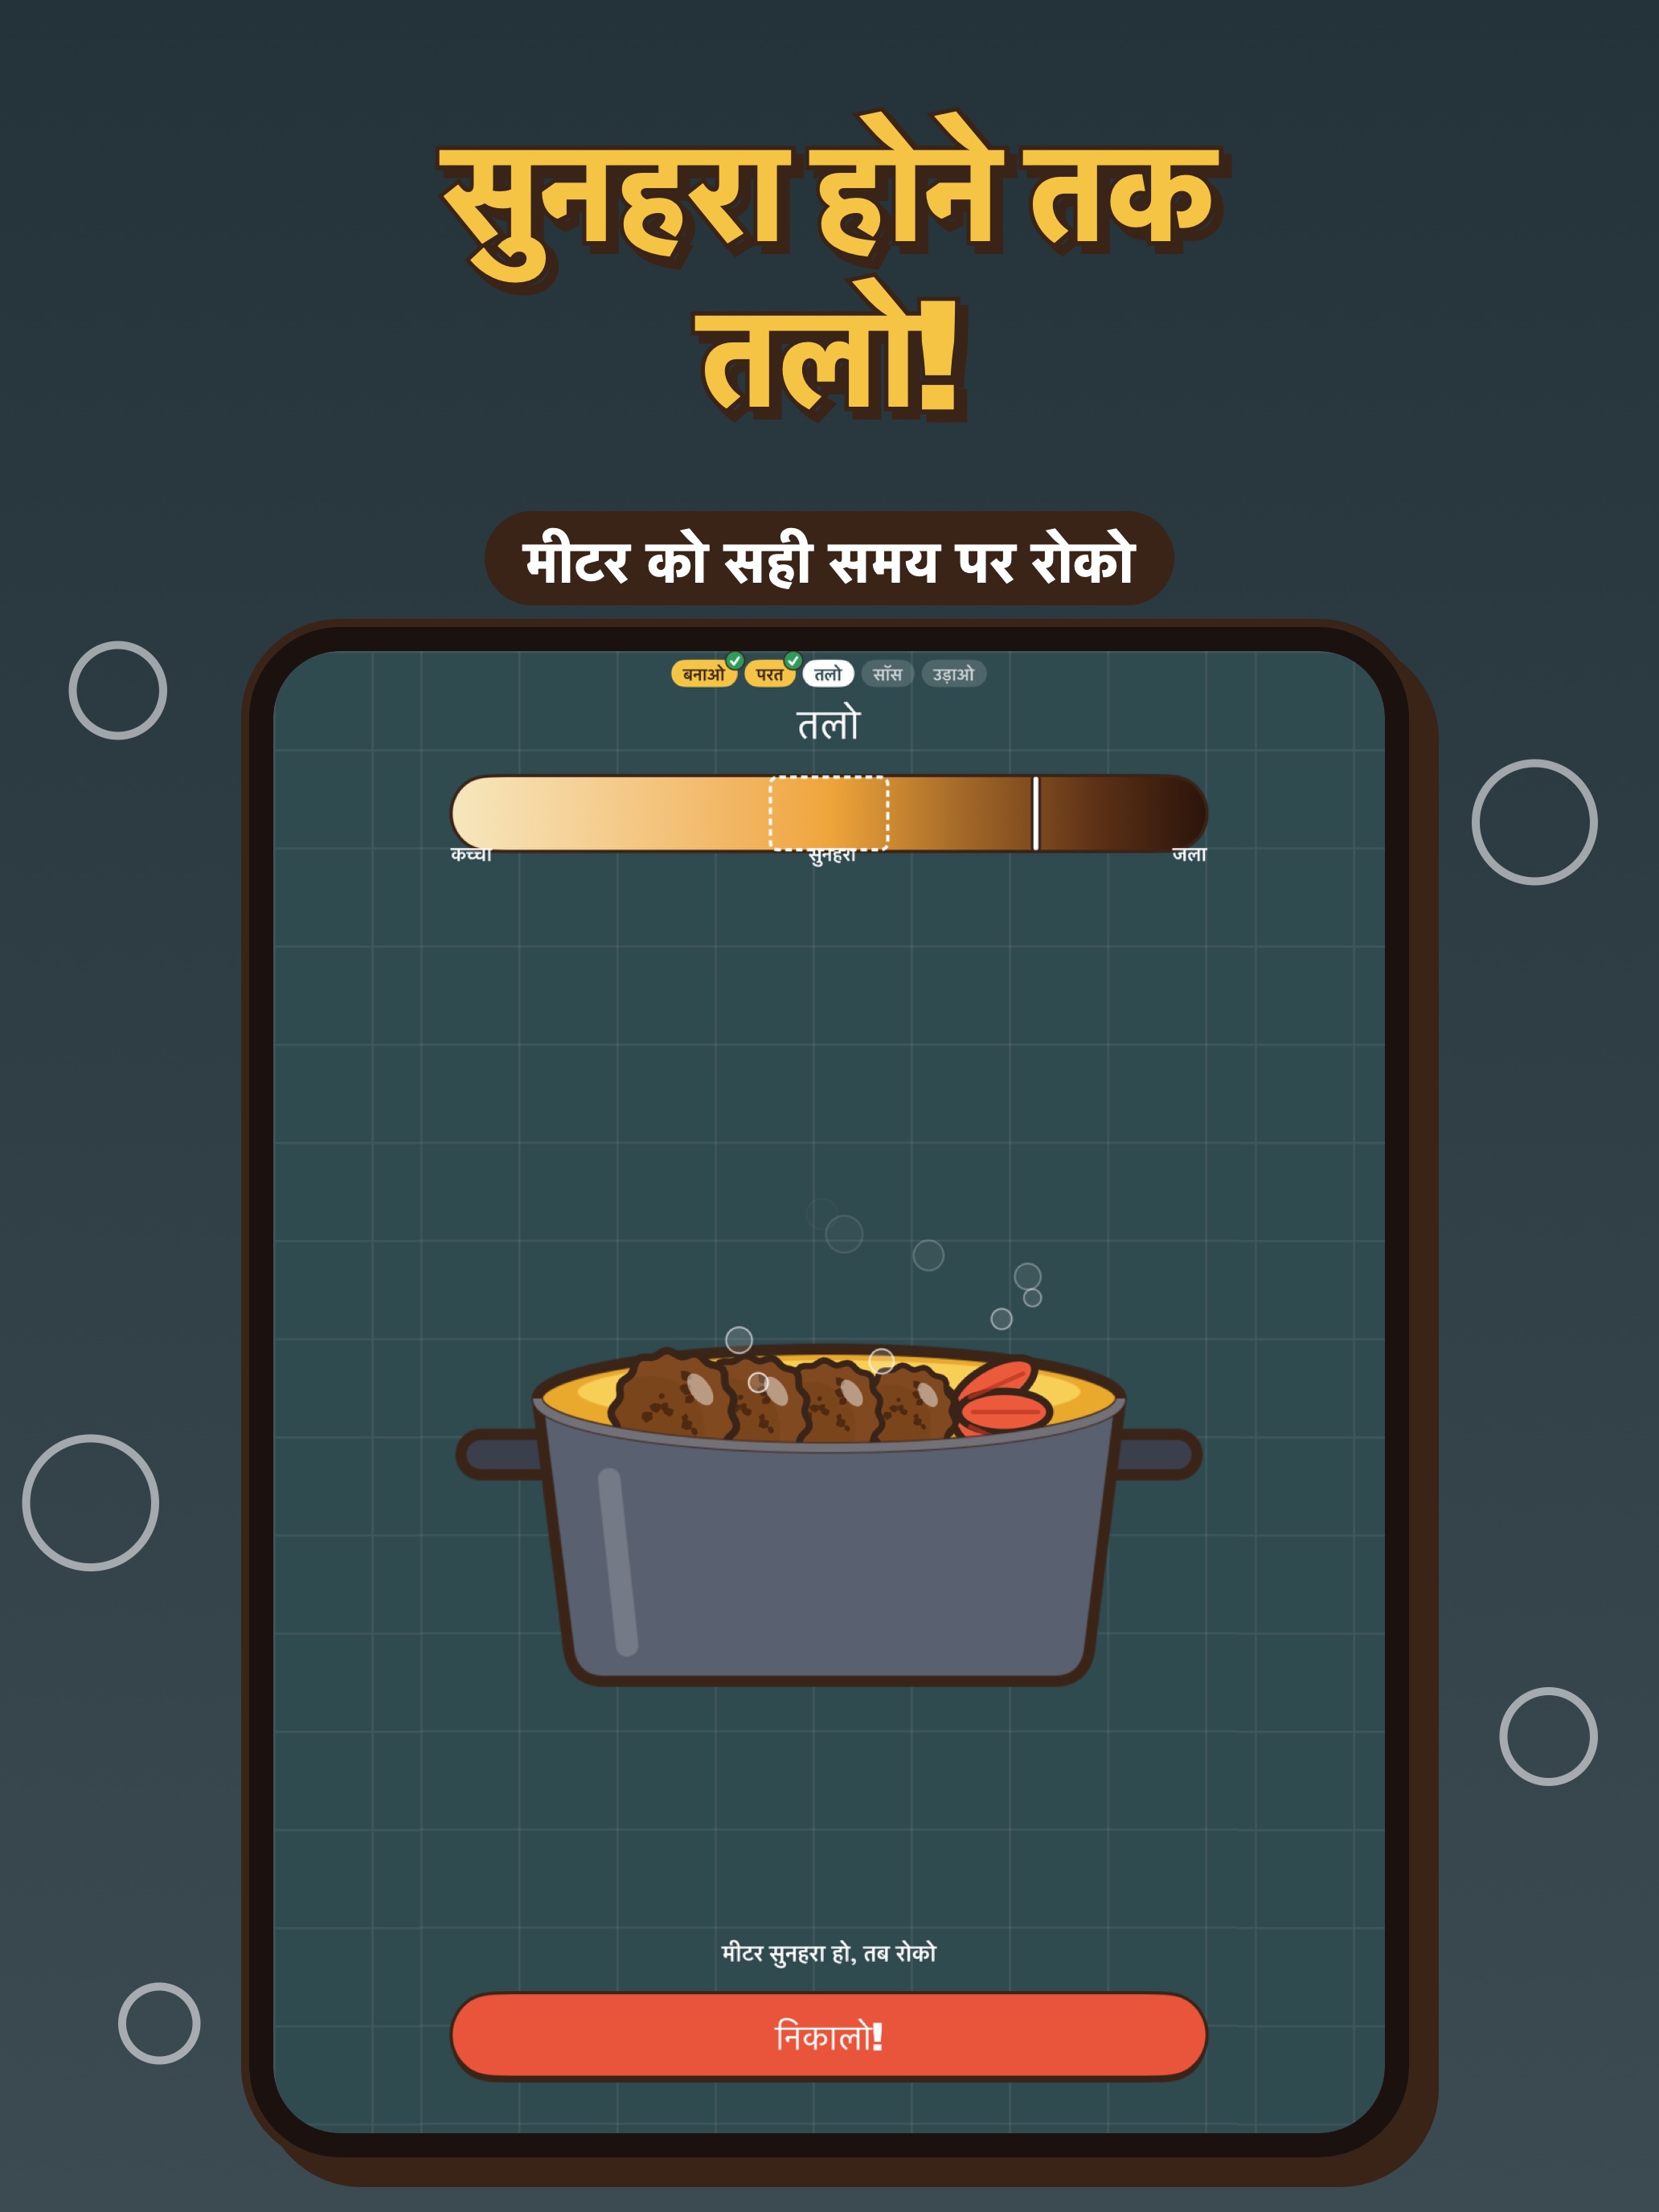 सुनहरा होने तक
तलो!
मीटर को सही समय पर रोको
बनाओ परत तलो सॉस उड़ाओ
तलो
कच्चा सुनहरा जला
मीटर सुनहरा हो, तब रोको
निकालो!